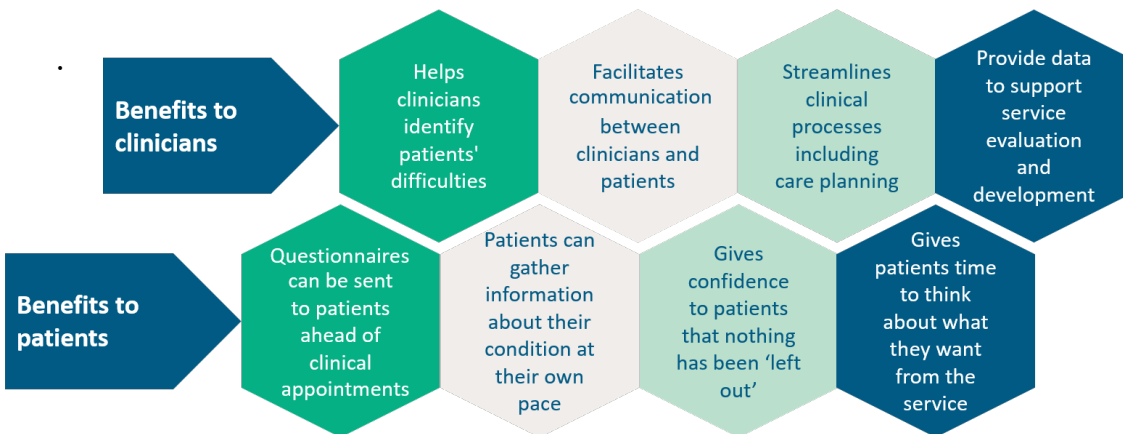 Benefits to
clinicians
Helps
clinicians
identify
patients'
difficulties
Facilitates
communication
between
clinicians and
patients
Streamlines
clinical
processes
including
care planning
Provide data
to support
service
evaluation
and
development
Benefits to
patients
Questionnaires
can be sent
to patients
ahead of
clinical
appointments
Patients can
gather
information
about their
condition at
their own
pace
Gives
confidence
to patients
that nothing
has been ‘left
out’
Gives
patients time
to think
about what
they want
from the
service